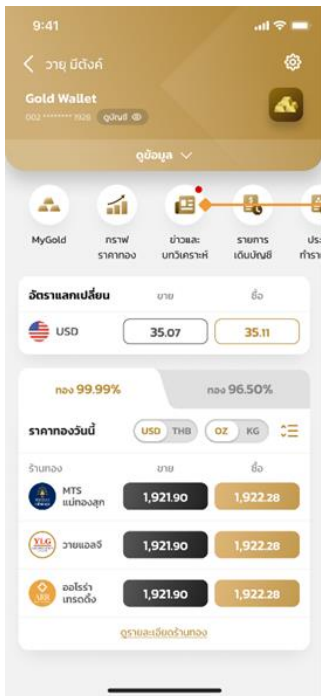 9:41
วายุ มีตังค์
Gold Wallet
002 ******** 1926 ดูบัญชี
ดูข้อมูล
MyGold
กราฟ
ราคาทอง
ข่าวและ
บทวิเคราะห์
รายการ
เดินบัญชี
อัตราแลกเปลี่ยน ขาย ซื้อ
USD 35.07 35.11
ทอง 99.99% ทอง 96.50%
ราคาทองวันนี้ USD THB OZ KG
ร้านทอง ขาย ซื้อ
MTS
แม่ทองสุก
1,921.90 1,922.28
YLG วายแอลจี 1,921.90 1,922.28
ARR
ออโรร่า
เทรดดิ้ง
1,921.90 1,922.28
ดูรายละเอียดร้านทอง